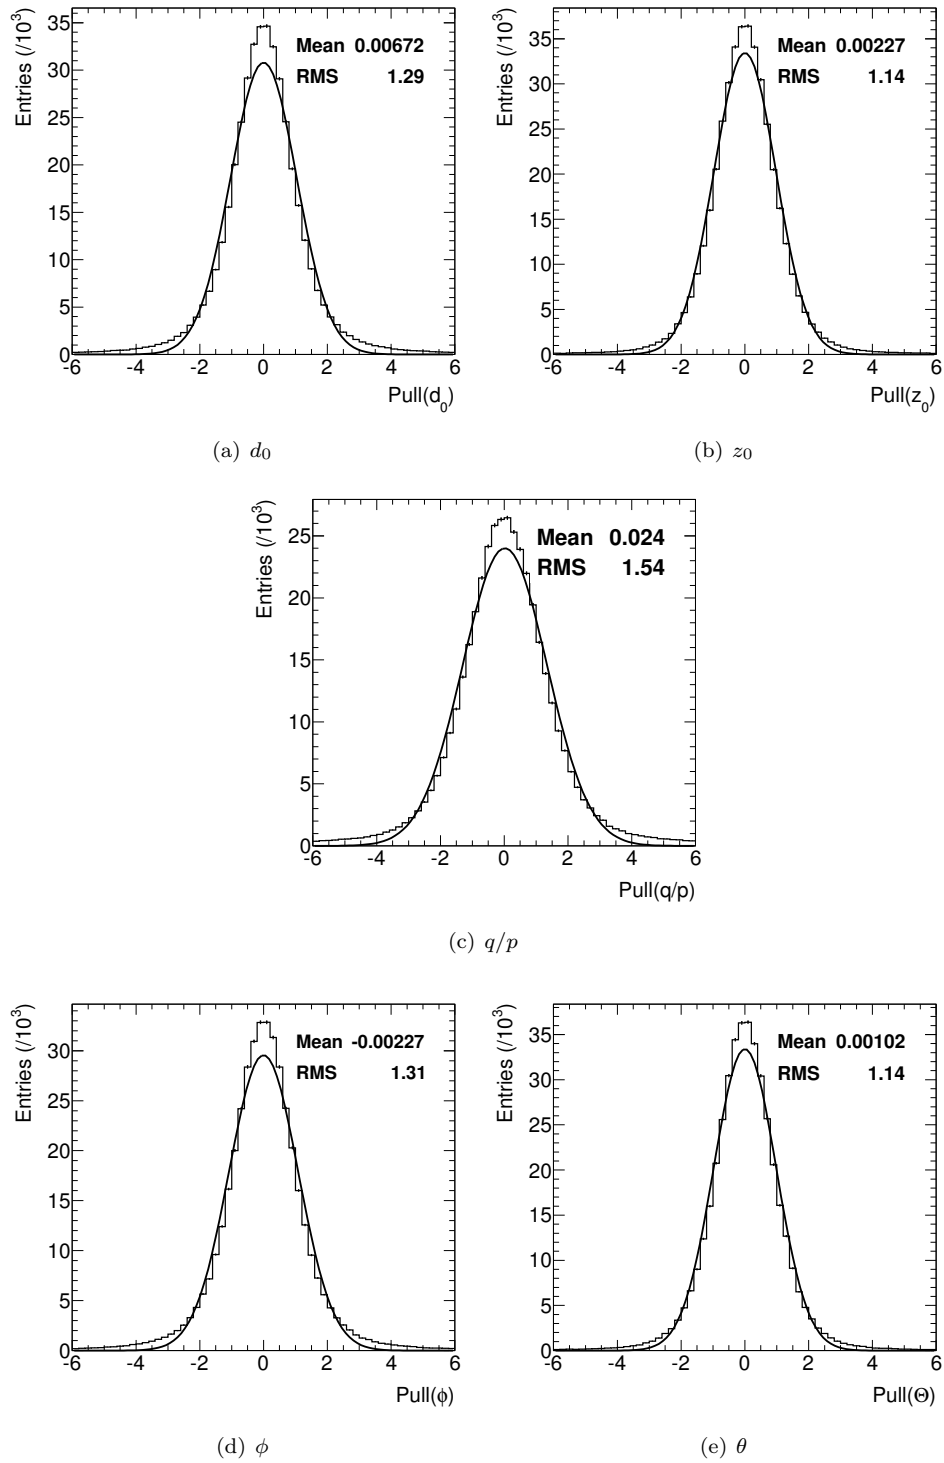 Entries (/10³)
Mean 0.00672
RMS 1.29
35
30
25
20
15
10
5
0
-6 -4 -2 0 2 4 6
Pull(d₀)
(a) d₀
Entries (/10³)
Mean 0.00227
RMS 1.14
35
30
25
20
15
10
5
0
-6 -4 -2 0 2 4 6
Pull(z₀)
(b) z₀
Entries (/10³)
Mean 0.024
RMS 1.54
25
20
15
10
5
0
-6 -4 -2 0 2 4 6
Pull(q/p)
(c) q/p
Entries (/10³)
Mean -0.00227
RMS 1.31
30
25
20
15
10
5
0
-6 -4 -2 0 2 4 6
Pull(ϕ)
(d) ϕ
Entries (/10³)
Mean 0.00102
RMS 1.14
35
30
25
20
15
10
5
0
-6 -4 -2 0 2 4 6
Pull(Θ)
(e) θ